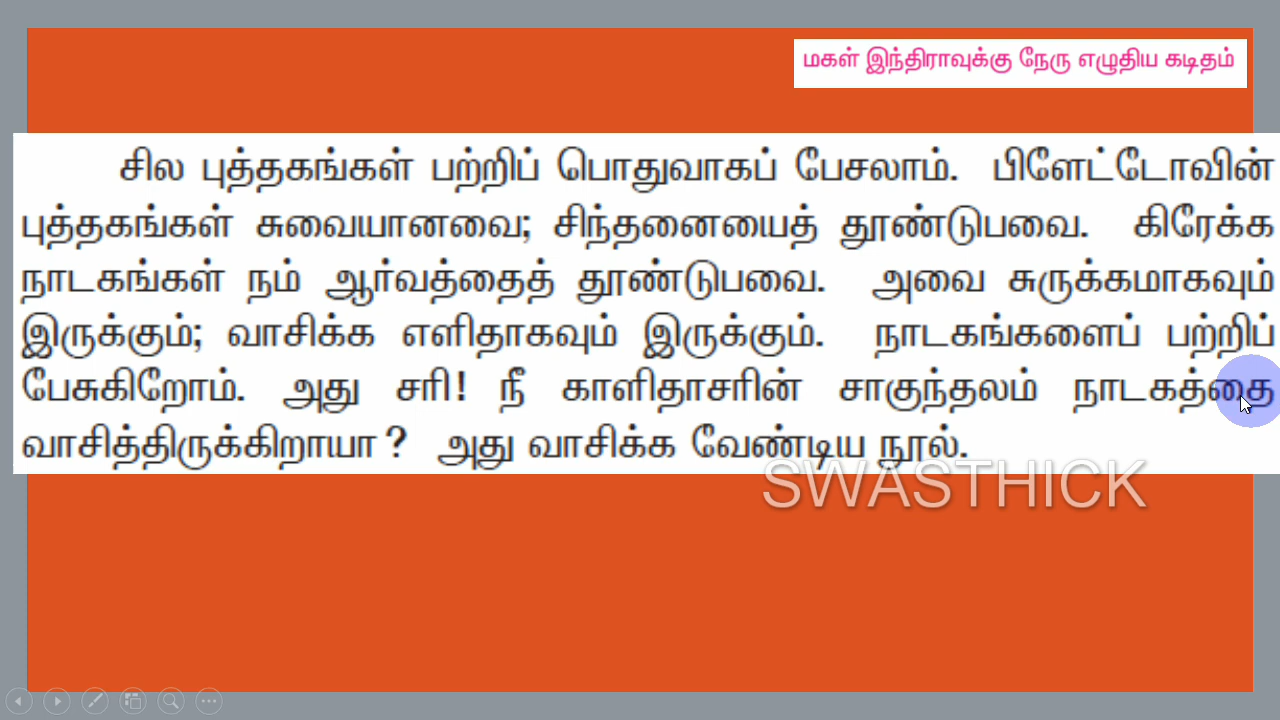 மகள் இந்திராவுக்கு நேரு எழுதிய கடிதம்
சில புத்தகங்கள் பற்றிப் பொதுவாகப் பேசலாம். பிளேட்டோவின்
புத்தகங்கள் சுவையானவை; சிந்தனையைத் தூண்டுபவை. கிரேக்க
நாடகங்கள் நம் ஆர்வத்தைத் தூண்டுபவை. அவை சுருக்கமாகவும்
இருக்கும்; வாசிக்க எளிதாகவும் இருக்கும். நாடகங்களைப் பற்றிப்
பேசுகிறோம். அது சரி! நீ காளிதாசரின் சாகுந்தலம் நாடகத்தை
வாசித்திருக்கிறாயா? அது வாசிக்க வேண்டிய நூல்.
SWASTHICK